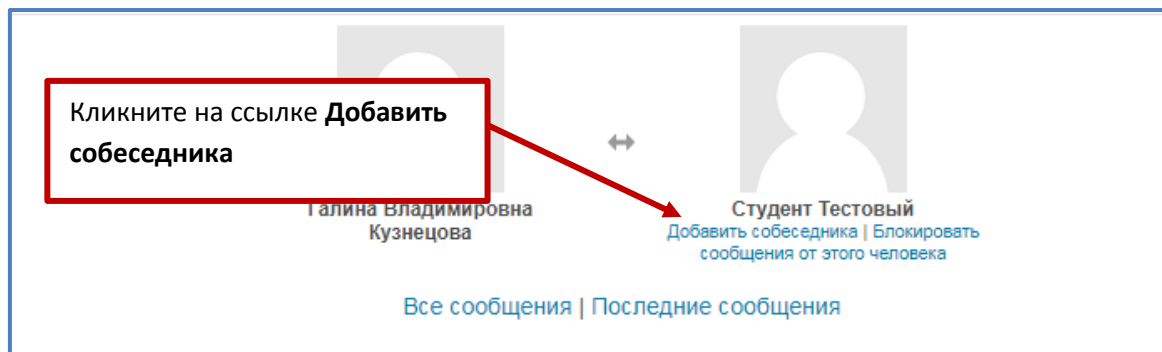 Кликните на ссылке Добавить
собеседника
Галина Владимировна
Кузнецова
Студент Тестовый
Добавить собеседника | Блокировать
сообщения от этого человека
Все сообщения | Последние сообщения